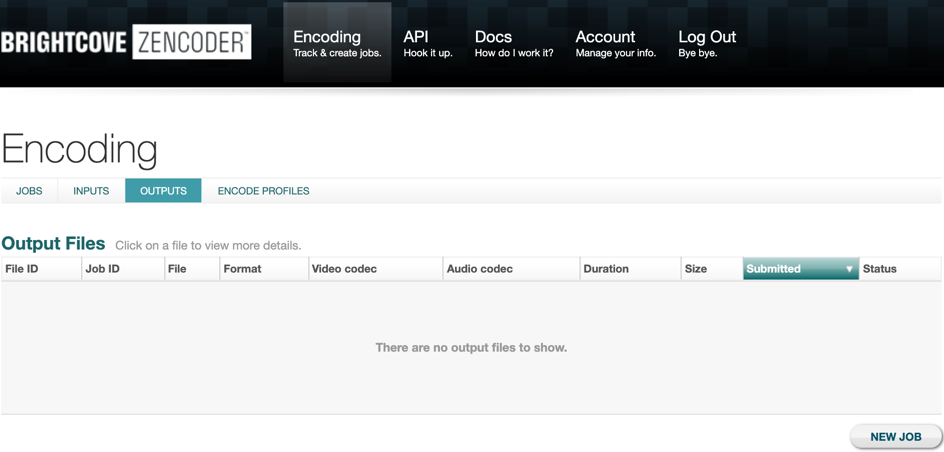 BRIGHTCOVE ZENCODER™
Encoding API Docs Account Log Out
Track & create jobs. Hook it up. How do I work it? Manage your info. Bye bye.
Encoding
JOBS INPUTS OUTPUTS ENCODE PROFILES
Output Files Click on a file to view more details.
File ID Job ID File Format Video codec Audio codec Duration Size Submitted ▼ Status
There are no output files to show.
NEW JOB